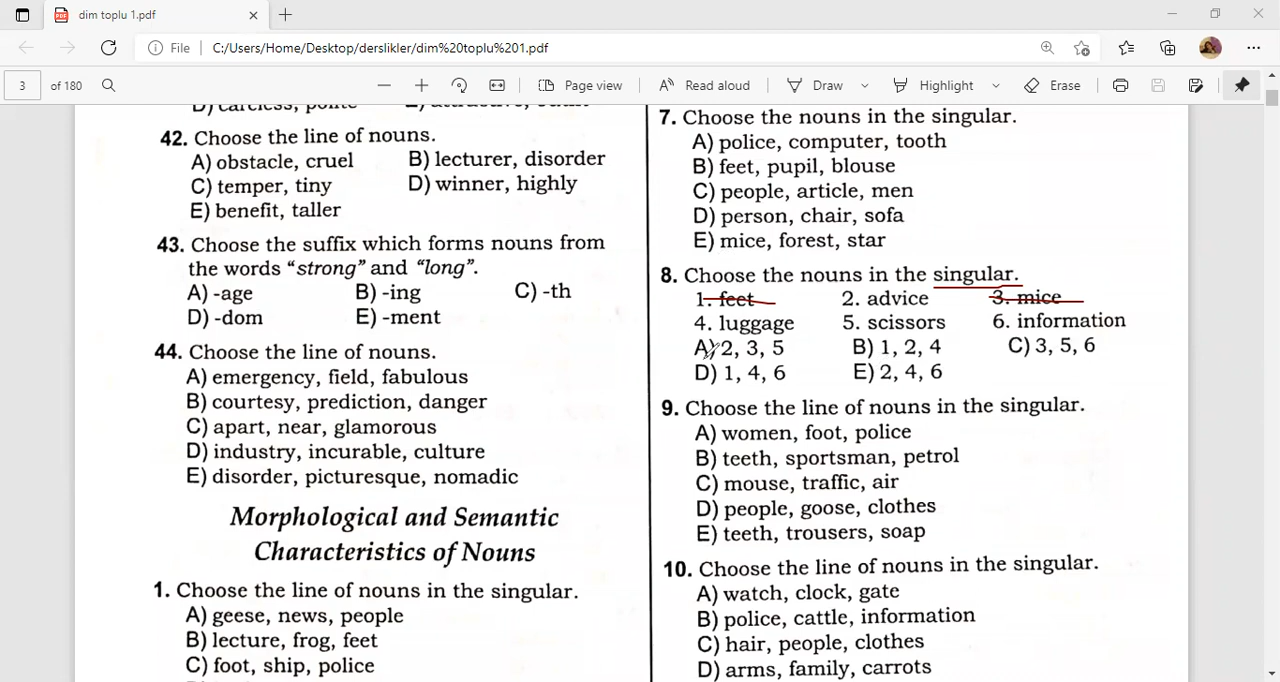 dim toplu 1.pdf
File C:/Users/Home/Desktop/derslikler/dim%20toplu%201.pdf
3 of 180 Page view Read aloud Draw Highlight Erase
42. Choose the line of nouns.
A) obstacle, cruel B) lecturer, disorder
C) temper, tiny D) winner, highly
E) benefit, taller
43. Choose the suffix which forms nouns from
the words "strong" and "long".
A) -age B) -ing C) -th
D) -dom E) -ment
44. Choose the line of nouns.
A) emergency, field, fabulous
B) courtesy, prediction, danger
C) apart, near, glamorous
D) industry, incurable, culture
E) disorder, picturesque, nomadic
Morphological and Semantic
Characteristics of Nouns
1. Choose the line of nouns in the singular.
A) geese, news, people
B) lecture, frog, feet
C) foot, ship, police
7. Choose the nouns in the singular.
A) police, computer, tooth
B) feet, pupil, blouse
C) people, article, men
D) person, chair, sofa
E) mice, forest, star
8. Choose the nouns in the singular.
1. feet 2. advice 3. mice
4. luggage 5. scissors 6. information
A) 2, 3, 5 B) 1, 2, 4 C) 3, 5, 6
D) 1, 4, 6 E) 2, 4, 6
9. Choose the line of nouns in the singular.
A) women, foot, police
B) teeth, sportsman, petrol
C) mouse, traffic, air
D) people, goose, clothes
E) teeth, trousers, soap
10. Choose the line of nouns in the singular.
A) watch, clock, gate
B) police, cattle, information
C) hair, people, clothes
D) arms, family, carrots